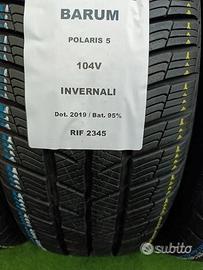 BARUM
POLARIS 5
104V
INVERNALI
Dot. 2019 / Bat. 95%
RIF 2345
subito